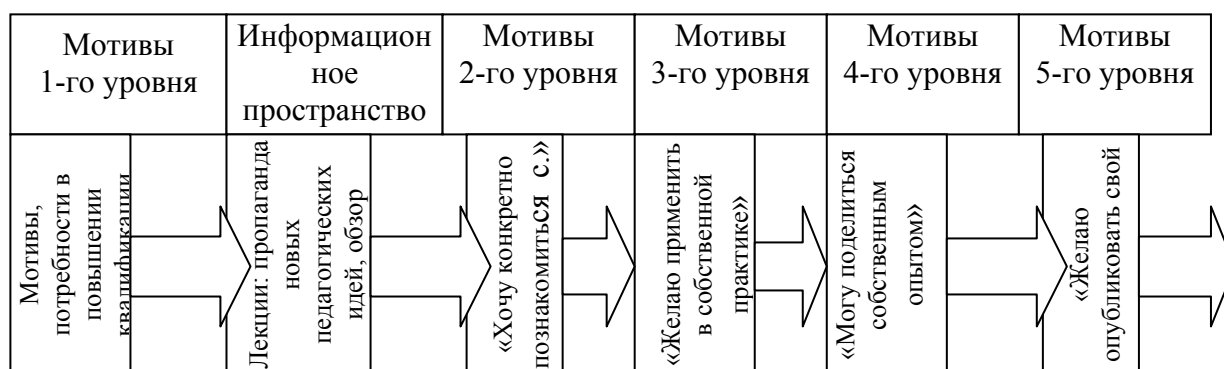 Мотивы
1-го уровня
Информацион
ное
пространство
Мотивы
2-го уровня
Мотивы
3-го уровня
Мотивы
4-го уровня
Мотивы
5-го уровня
Мотивы,
потребности в
повышении
квалификации
Лекции: пропаганда
новых
педагогических
идей, обзор
«Хочу конкретно
познакомиться с.»
«Желаю применить
в собственной
практике»
«Могу поделиться
собственным
опытом»
«Желаю
опубликовать свой